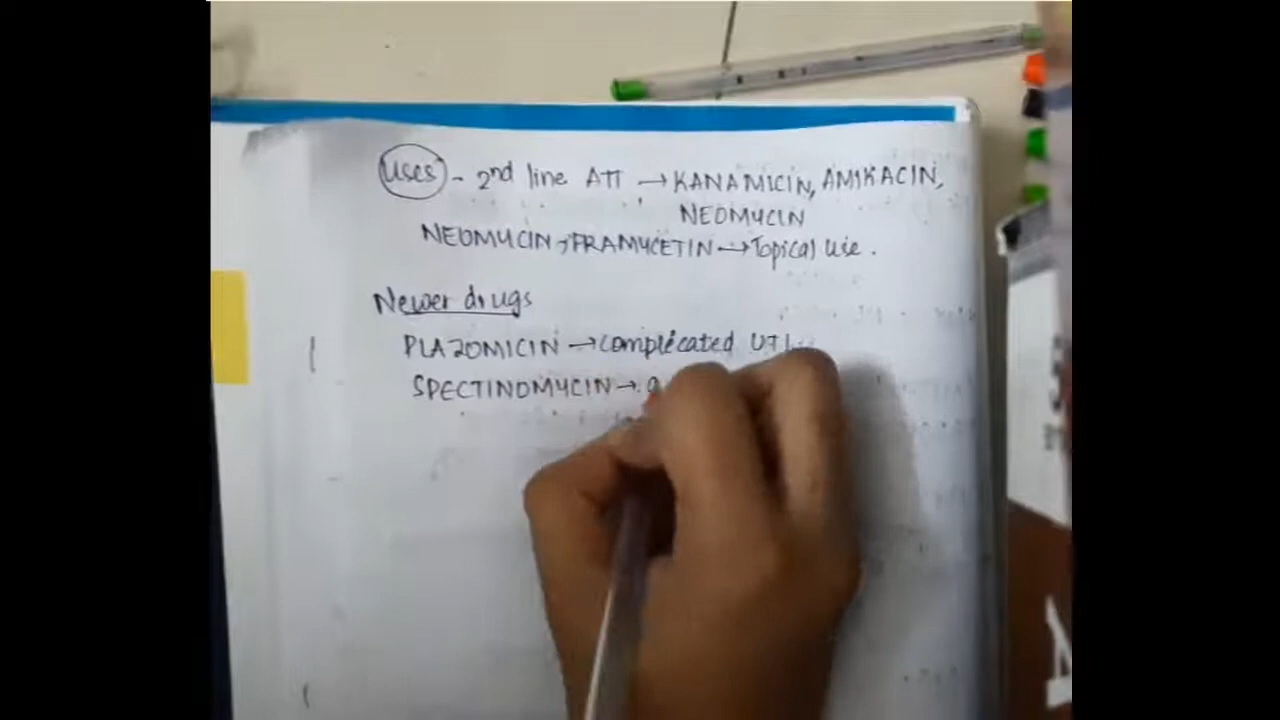 Uses - 2nd line ATT → KANAMICIN, AMIKACIN,
NEOMYCIN
NEOMYCIN, FRAMYCETIN → Topical use.
Newer drugs
PLAZOMICIN → complicated UTI
SPECTINOMYCIN →